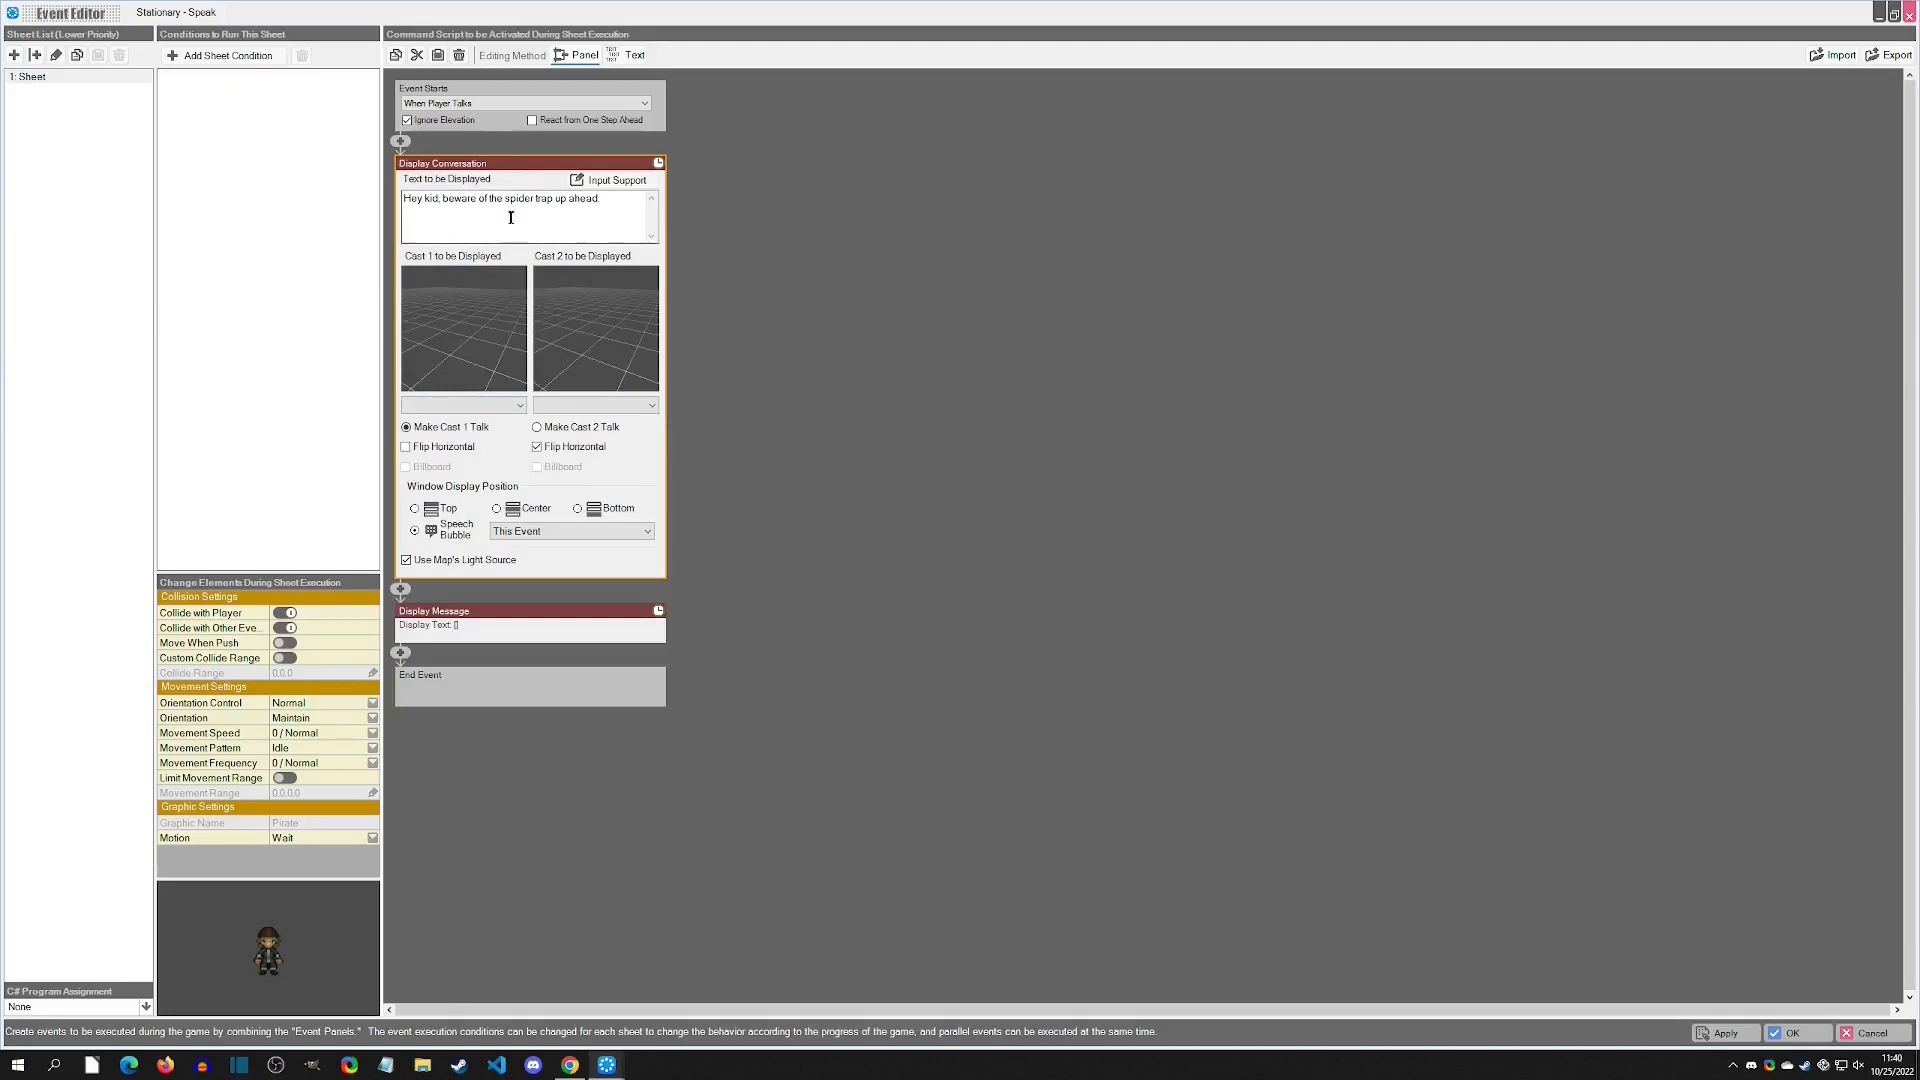 Event Editor
Stationary - Speak
Sheet List (Lower Priority)
Conditions to Run This Sheet
Command Script to be Activated During Sheet Execution
Add Sheet Condition
Editing Method
Panel
Text
Import
Export
1: Sheet
Event Starts
When Player Talks
Ignore Elevation
React from One Step Ahead
Display Conversation
Text to be Displayed
Input Support
Hey kid, beware of the spider trap up ahead.
Cast 1 to be Displayed
Cast 2 to be Displayed
Make Cast 1 Talk
Make Cast 2 Talk
Flip Horizontal
Flip Horizontal
Billboard
Billboard
Window Display Position
Top
Center
Bottom
Speech
Bubble
This Event
Use Map's Light Source
Change Elements During Sheet Execution
Collision Settings
Collide with Player
Collide with Other Eve...
Move When Push
Custom Collide Range
Collide Range 0,0,0
Movement Settings
Orientation Control Normal
Orientation Maintain
Movement Speed 0 / Normal
Movement Pattern Idle
Movement Frequency 0 / Normal
Limit Movement Range
Movement Range 0,0,0,0
Graphic Settings
Graphic Name Pirate
Motion Wait
Display Message
Display Text: []
End Event
C# Program Assignment
None
Create events to be executed during the game by combining the "Event Panels." The event execution conditions can be changed for each sheet to change the behavior according to the progress of the game, and parallel events can be executed at the same time.
Apply
OK
Cancel
11:40
10/25/2022